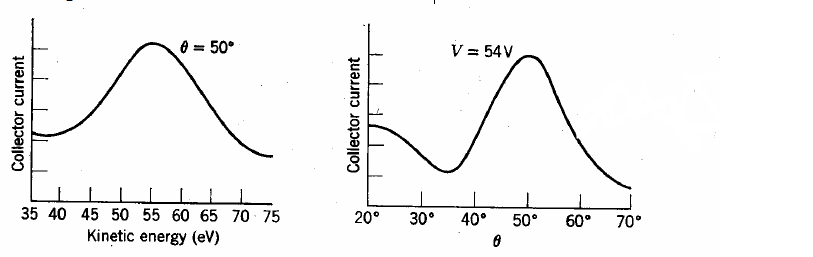 θ = 50°
Collector current
35 40 45 50 55 60 65 70 75
Kinetic energy (eV)
V = 54 V
Collector current
20° 30° 40° 50° 60° 70°
θ